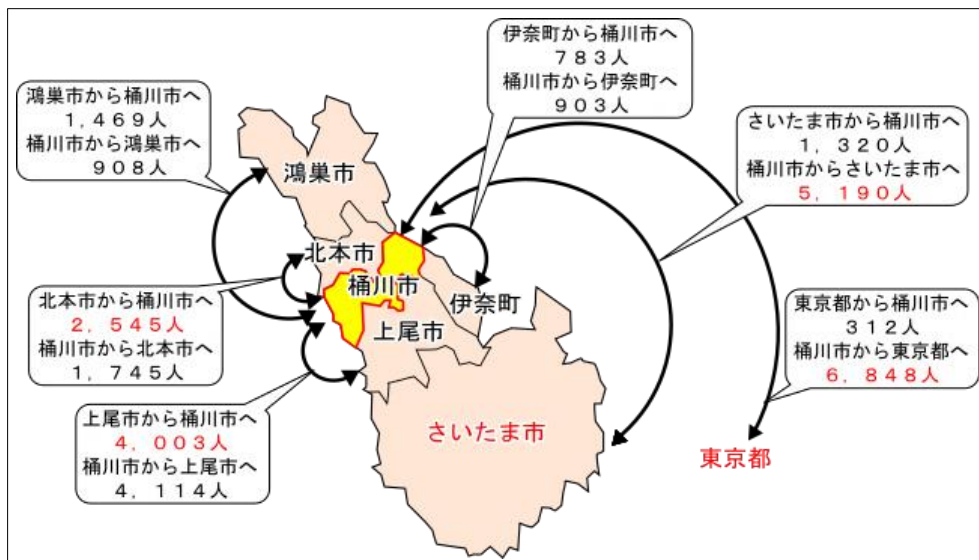 伊奈町から桶川市へ
７８３人
桶川市から伊奈町へ
９０３人
鴻巣市から桶川市へ
１,４６９人
桶川市から鴻巣市へ
９０８人
さいたま市から桶川市へ
１，３２０人
桶川市からさいたま市へ
５，１９０人
鴻巣市
北本市
桶川市
伊奈町
上尾市
北本市から桶川市へ
２，５４５人
桶川市から北本市へ
１,７４５人
東京都から桶川市へ
３１２人
桶川市から東京都へ
６，８４８人
上尾市から桶川市へ
４，００３人
桶川市から上尾市へ
４，１１４人
さいたま市
東京都